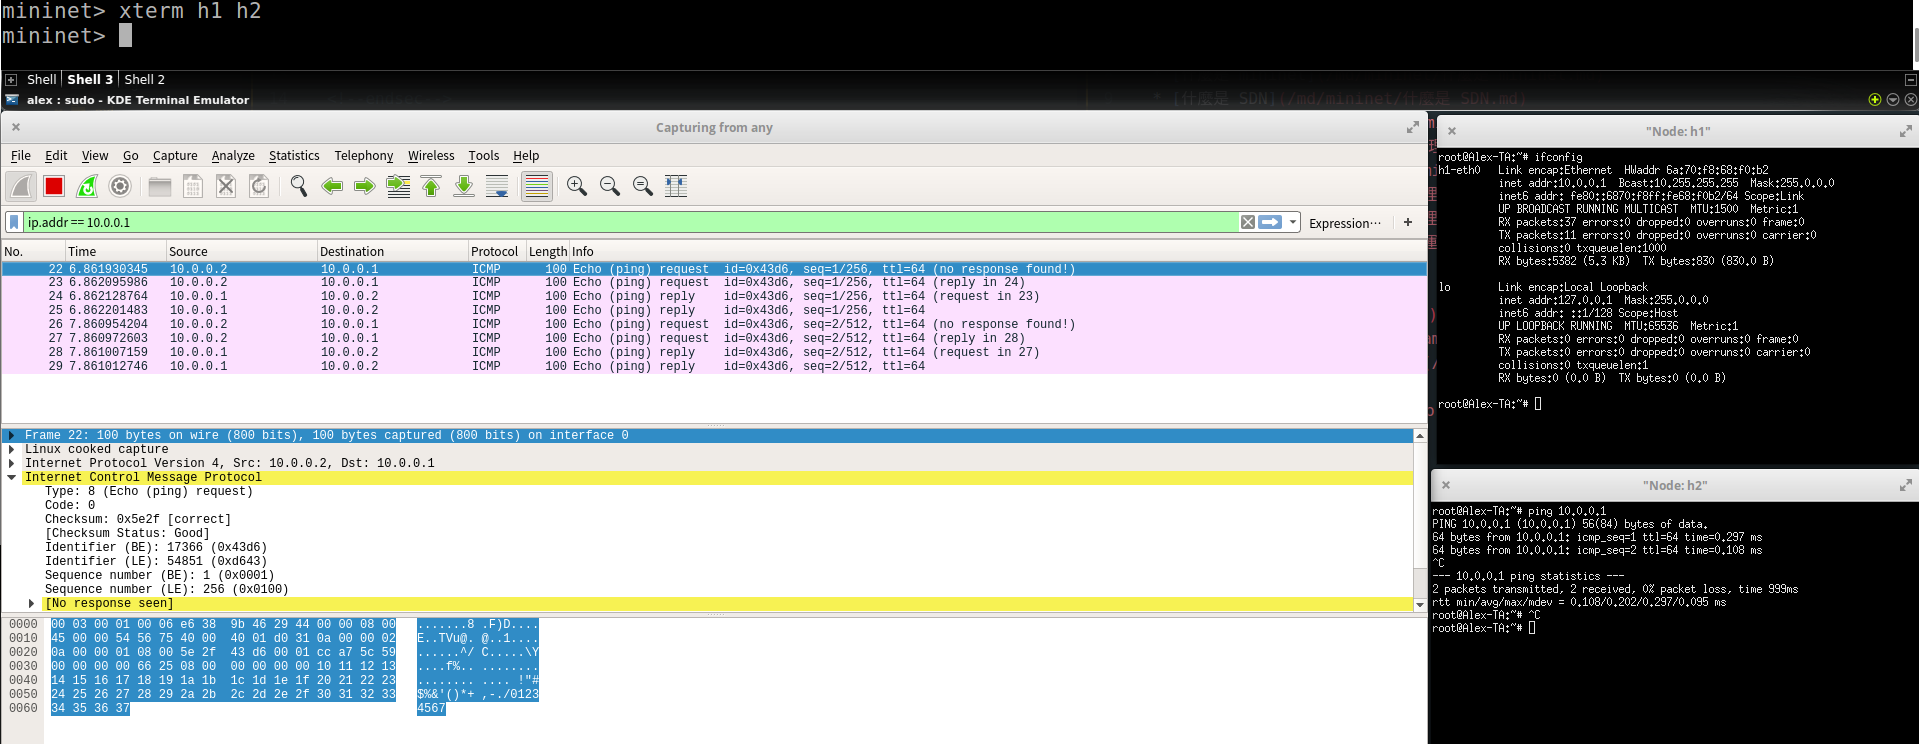 mininet> xterm h1 h2
mininet>
Shell Shell 3 Shell 2
alex : sudo - KDE Terminal Emulator
* [什麼是 SDN](/md/mininet/什麼是 SDN.md)
Capturing from any
File Edit View Go Capture Analyze Statistics Telephony Wireless Tools Help
ip.addr == 10.0.0.1
Expression…
+
No. Time Source Destination Protocol Length Info
22 6.861930345 10.0.0.2 10.0.0.1 ICMP 100 Echo (ping) request id=0x43d6, seq=1/256, ttl=64 (no response found!)
23 6.862095986 10.0.0.2 10.0.0.1 ICMP 100 Echo (ping) request id=0x43d6, seq=1/256, ttl=64 (reply in 24)
24 6.862128764 10.0.0.1 10.0.0.2 ICMP 100 Echo (ping) reply id=0x43d6, seq=1/256, ttl=64 (request in 23)
25 6.862201483 10.0.0.1 10.0.0.2 ICMP 100 Echo (ping) reply id=0x43d6, seq=1/256, ttl=64
26 7.860954204 10.0.0.2 10.0.0.1 ICMP 100 Echo (ping) request id=0x43d6, seq=2/512, ttl=64 (no response found!)
27 7.860972603 10.0.0.2 10.0.0.1 ICMP 100 Echo (ping) request id=0x43d6, seq=2/512, ttl=64 (reply in 28)
28 7.861007159 10.0.0.1 10.0.0.2 ICMP 100 Echo (ping) reply id=0x43d6, seq=2/512, ttl=64 (request in 27)
29 7.861012746 10.0.0.1 10.0.0.2 ICMP 100 Echo (ping) reply id=0x43d6, seq=2/512, ttl=64
Frame 22: 100 bytes on wire (800 bits), 100 bytes captured (800 bits) on interface 0
Linux cooked capture
Internet Protocol Version 4, Src: 10.0.0.2, Dst: 10.0.0.1
Internet Control Message Protocol
Type: 8 (Echo (ping) request)
Code: 0
Checksum: 0x5e2f [correct]
[Checksum Status: Good]
Identifier (BE): 17366 (0x43d6)
Identifier (LE): 54851 (0xd643)
Sequence number (BE): 1 (0x0001)
Sequence number (LE): 256 (0x0100)
[No response seen]
0000 00 03 00 01 00 06 e6 38 9b 46 29 44 00 00 08 00 .......8 .F)D....
0010 45 00 00 54 56 75 40 00 40 01 d0 31 0a 00 00 02 E..TVu@. @..1....
0020 0a 00 00 01 08 00 5e 2f 43 d6 00 01 cc a7 5c 59 ......^/ C.....\Y
0030 00 00 00 00 66 25 08 00 00 00 00 00 10 11 12 13 ....f%.. ........
0040 14 15 16 17 18 19 1a 1b 1c 1d 1e 1f 20 21 22 23 ........ .... !"#
0050 24 25 26 27 28 29 2a 2b 2c 2d 2e 2f 30 31 32 33 $%&'()*+ ,-./0123
0060 34 35 36 37 4567
"Node: h1"
root@Alex-TA:~# ifconfig
h1-eth0 Link encap:Ethernet HWaddr 6a:70:f8:68:f0:b2
inet addr:10.0.0.1 Bcast:10.255.255.255 Mask:255.0.0.0
inet6 addr: fe80::6870:f8ff:fe68:f0b2/64 Scope:Link
UP BROADCAST RUNNING MULTICAST MTU:1500 Metric:1
RX packets:37 errors:0 dropped:0 overruns:0 frame:0
TX packets:11 errors:0 dropped:0 overruns:0 carrier:0
collisions:0 txqueuelen:1000
RX bytes:5382 (5.3 KB) TX bytes:830 (830.0 B)
lo Link encap:Local Loopback
inet addr:127.0.0.1 Mask:255.0.0.0
inet6 addr: ::1/128 Scope:Host
UP LOOPBACK RUNNING MTU:65536 Metric:1
RX packets:0 errors:0 dropped:0 overruns:0 frame:0
TX packets:0 errors:0 dropped:0 overruns:0 carrier:0
collisions:0 txqueuelen:1
RX bytes:0 (0.0 B) TX bytes:0 (0.0 B)
root@Alex-TA:~#
"Node: h2"
root@Alex-TA:~# ping 10.0.0.1
PING 10.0.0.1 (10.0.0.1) 56(84) bytes of data.
64 bytes from 10.0.0.1: icmp_seq=1 ttl=64 time=0.297 ms
64 bytes from 10.0.0.1: icmp_seq=2 ttl=64 time=0.108 ms
^C
--- 10.0.0.1 ping statistics ---
2 packets transmitted, 2 received, 0% packet loss, time 999ms
rtt min/avg/max/mdev = 0.108/0.202/0.297/0.095 ms
root@Alex-TA:~# ^C
root@Alex-TA:~#